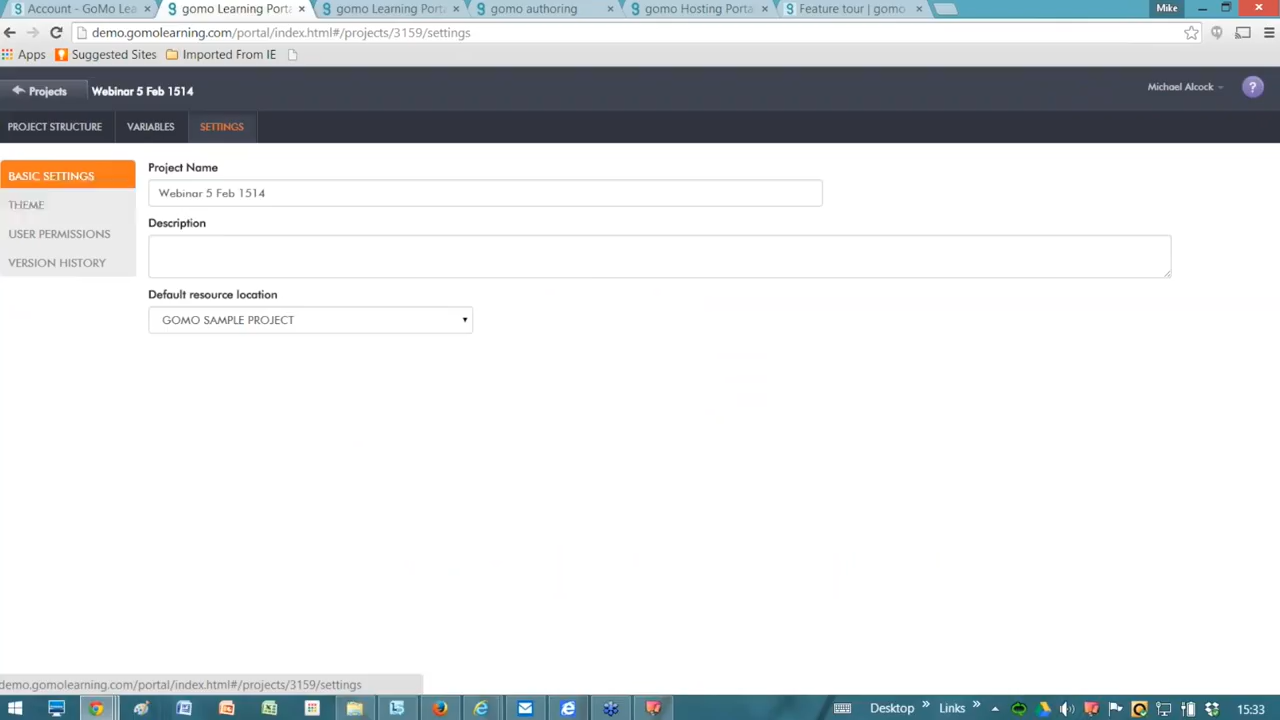 Account - GoMo Lea
gomo Learning Porta
gomo Learning Porta
gomo authoring
gomo Hosting Porta
Feature tour | gomo
Mike
demo.gomolearning.com/portal/index.html#/projects/3159/settings
Apps
Suggested Sites
Imported From IE
Projects
Webinar 5 Feb 1514
Michael Alcock
?
PROJECT STRUCTURE
VARIABLES
SETTINGS
BASIC SETTINGS
THEME
USER PERMISSIONS
VERSION HISTORY
Project Name
Webinar 5 Feb 1514
Description
Default resource location
GOMO SAMPLE PROJECT
demo.gomolearning.com/portal/index.html#/projects/3159/settings
Desktop
Links
15:33